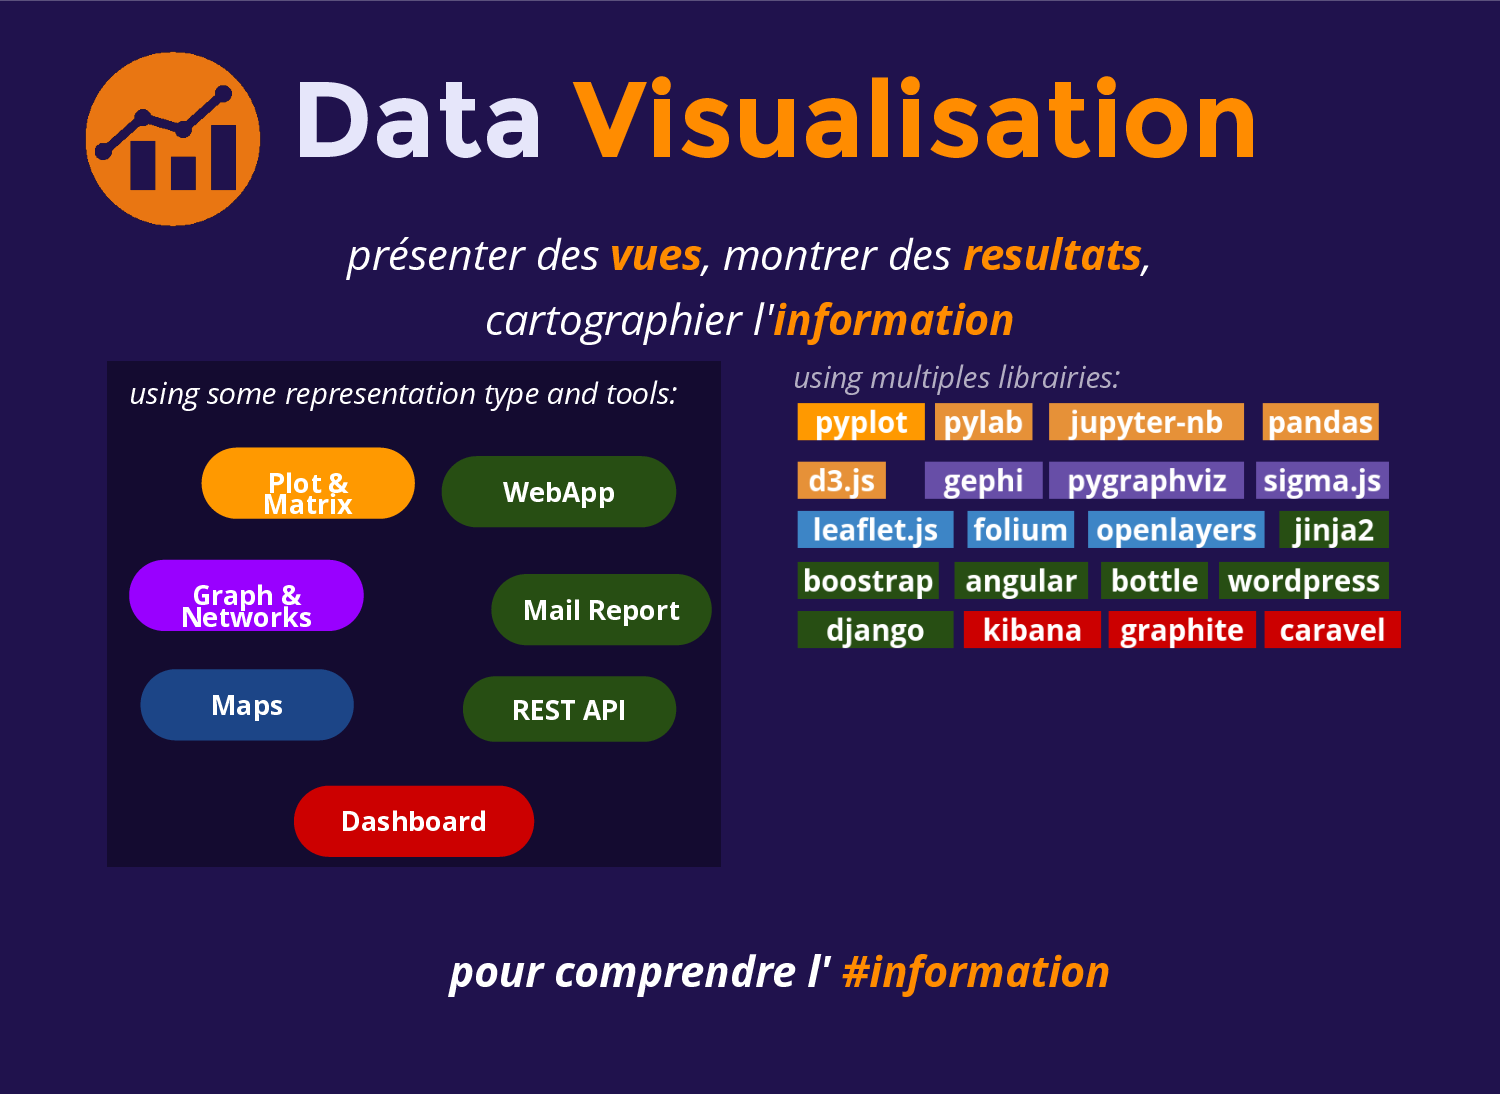 Data Visualisation
présenter des vues, montrer des resultats,
cartographier l'information
using some representation type and tools:
Plot &
Matrix
WebApp
Graph &
Networks
Mail Report
Maps
REST API
Dashboard
using multiples librairies:
pyplot pylab jupyter-nb pandas
d3.js gephi pygraphviz sigma.js
leaflet.js folium openlayers jinja2
boostrap angular bottle wordpress
django kibana graphite caravel
pour comprendre l' #information